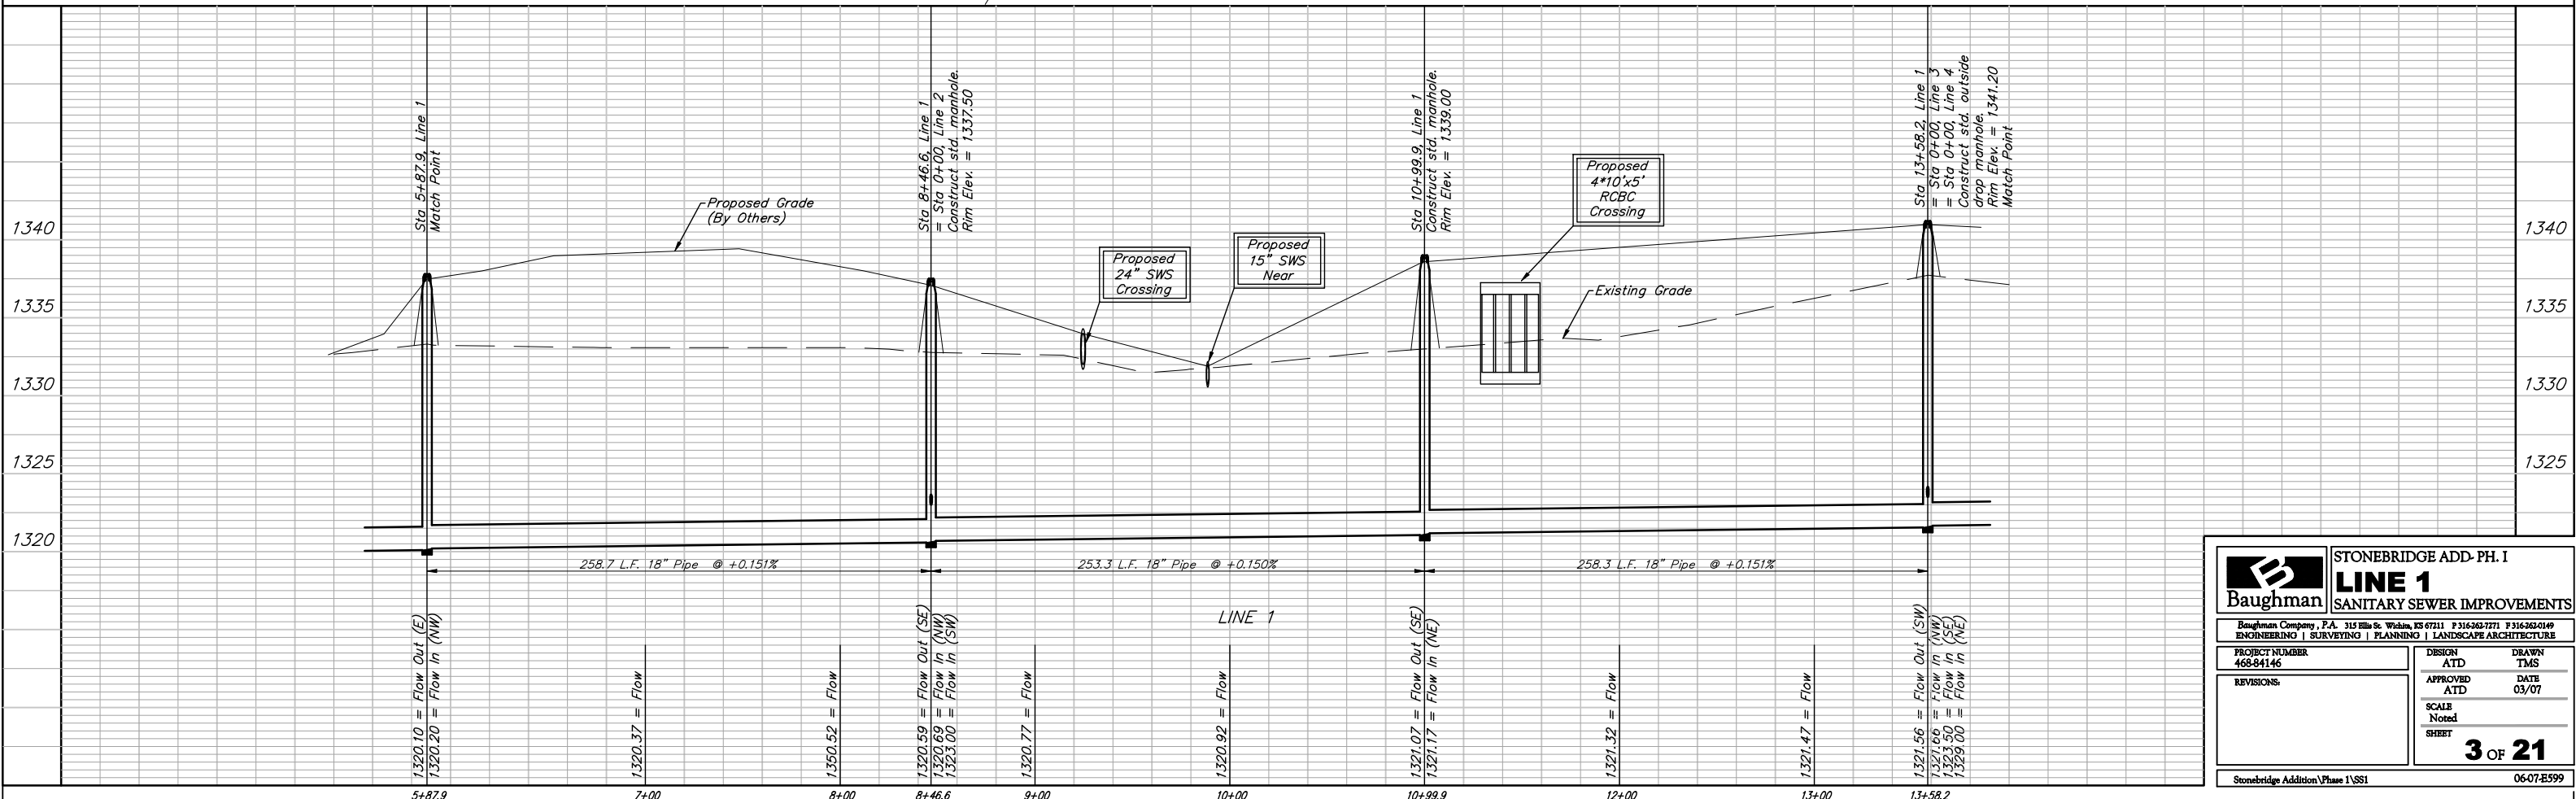 Sta 5+87.9, Line 1
Match Point
Sta 8+46.6, Line 1
= Sta 0+00, Line 2
Construct std. manhole.
Rim Elev. = 1337.50
Sta 10+99.9, Line 1
Construct std. manhole.
Rim Elev. = 1339.00
Sta 13+58.2, Line 1
= Sta 0+00, Line 3
= Sta 0+00, Line 4
Construct std. outside
drop manhole.
Rim Elev. = 1341.20
Match Point
Proposed Grade
(By Others)
Proposed
24" SWS
Crossing
Proposed
15" SWS
Near
Proposed
4*10'x5'
RCBC
Crossing
Existing Grade
1340
1335
1330
1325
1320
1340
1335
1330
1325
258.7 L.F. 18" Pipe @ +0.151%
253.3 L.F. 18" Pipe @ +0.150%
258.3 L.F. 18" Pipe @ +0.151%
LINE 1
1320.10 = Flow Out (E)
1320.20 = Flow In (NW)
1320.37 = Flow
1350.52 = Flow
1320.59 = Flow Out (SE)
1320.69 = Flow In (NW)
1323.00 = Flow In (SW)
1320.77 = Flow
1320.92 = Flow
1321.07 = Flow Out (SE)
1321.17 = Flow In (NE)
1321.32 = Flow
1321.47 = Flow
1321.56 = Flow Out (SW)
1321.66 = Flow In (NW)
1323.50 = Flow In (SE)
1329.00 = Flow In (NE)
5+87.9
7+00
8+00
8+46.6
9+00
10+00
10+99.9
12+00
13+00
13+58.2
Baughman
STONEBRIDGE ADD- PH. I
LINE 1
SANITARY SEWER IMPROVEMENTS
Baughman Company, P.A. 315 Ellis St. Wichita, KS 67211 P 316-262-7271 F 316-262-0149
ENGINEERING | SURVEYING | PLANNING | LANDSCAPE ARCHITECTURE
PROJECT NUMBER
468-84146
REVISIONS:
DESIGN
ATD
DRAWN
TMS
APPROVED
ATD
DATE
03/07
SCALE
Noted
SHEET
3 OF 21
Stonebridge Addition\Phase 1\SS1
06-07-E599